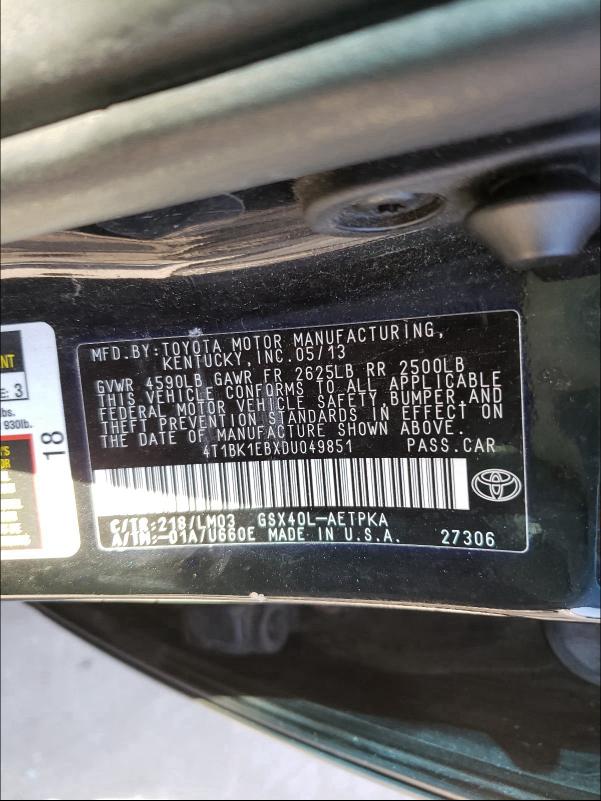 MFD.BY:TOYOTA MOTOR MANUFACTURING,
KENTUCKY, INC.05/13
GVWR 4590LB GAWR FR 2625LB RR 2500LB
THIS VEHICLE CONFORMS TO ALL APPLICABLE
FEDERAL MOTOR VEHICLE SAFETY, BUMPER,AND
THEFT PREVENTION STANDARDS IN EFFECT ON
THE DATE OF MANUFACTURE SHOWN ABOVE.
4T1BK1EBXDU049851 PASS.CAR
C/TR:218/LM03 GSX40L-AETPKA
A/TM:-01A/U660E MADE IN U.S.A. 27306
3
930lb.
18